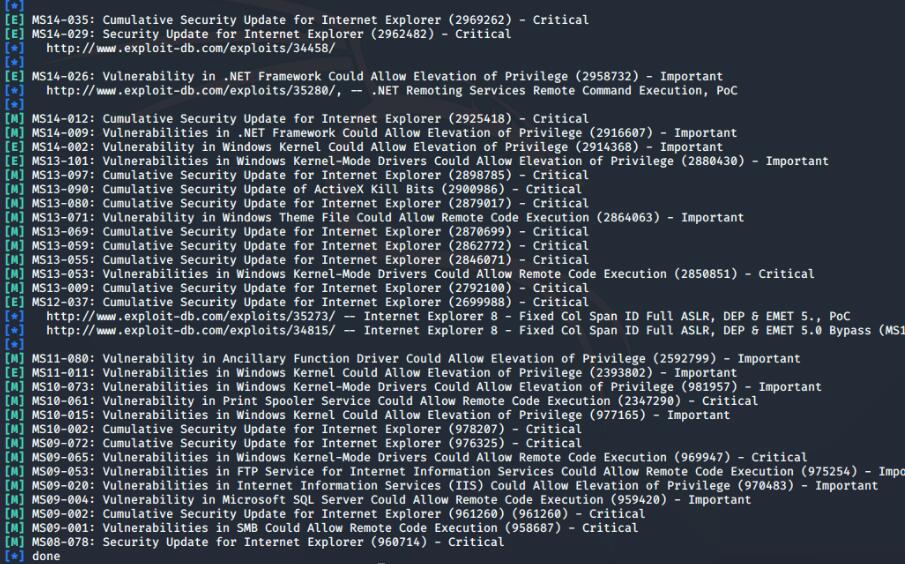 [*]
[E] MS14-035: Cumulative Security Update for Internet Explorer (2969262) - Critical
[E] MS14-029: Security Update for Internet Explorer (2962482) - Critical
[*]   http://www.exploit-db.com/exploits/34458/
[*]
[E] MS14-026: Vulnerability in .NET Framework Could Allow Elevation of Privilege (2958732) - Important
[*]   http://www.exploit-db.com/exploits/35280/, -- .NET Remoting Services Remote Command Execution, PoC
[*]
[M] MS14-012: Cumulative Security Update for Internet Explorer (2925418) - Critical
[M] MS14-009: Vulnerabilities in .NET Framework Could Allow Elevation of Privilege (2916607) - Important
[E] MS14-002: Vulnerability in Windows Kernel Could Allow Elevation of Privilege (2914368) - Important
[E] MS13-101: Vulnerabilities in Windows Kernel-Mode Drivers Could Allow Elevation of Privilege (2880430) - Important
[M] MS13-097: Cumulative Security Update for Internet Explorer (2898785) - Critical
[M] MS13-090: Cumulative Security Update of ActiveX Kill Bits (2900986) - Critical
[M] MS13-080: Cumulative Security Update for Internet Explorer (2879017) - Critical
[M] MS13-071: Vulnerability in Windows Theme File Could Allow Remote Code Execution (2864063) - Important
[M] MS13-069: Cumulative Security Update for Internet Explorer (2870699) - Critical
[M] MS13-059: Cumulative Security Update for Internet Explorer (2862772) - Critical
[M] MS13-055: Cumulative Security Update for Internet Explorer (2846071) - Critical
[M] MS13-053: Vulnerabilities in Windows Kernel-Mode Drivers Could Allow Remote Code Execution (2850851) - Critical
[M] MS13-009: Cumulative Security Update for Internet Explorer (2792100) - Critical
[E] MS12-037: Cumulative Security Update for Internet Explorer (2699988) - Critical
[*]   http://www.exploit-db.com/exploits/35273/ -- Internet Explorer 8 - Fixed Col Span ID Full ASLR, DEP & EMET 5., PoC
[*]   http://www.exploit-db.com/exploits/34815/ -- Internet Explorer 8 - Fixed Col Span ID Full ASLR, DEP & EMET 5.0 Bypass (MS1
[*]
[M] MS11-080: Vulnerability in Ancillary Function Driver Could Allow Elevation of Privilege (2592799) - Important
[E] MS11-011: Vulnerabilities in Windows Kernel Could Allow Elevation of Privilege (2393802) - Important
[M] MS10-073: Vulnerabilities in Windows Kernel-Mode Drivers Could Allow Elevation of Privilege (981957) - Important
[M] MS10-061: Vulnerability in Print Spooler Service Could Allow Remote Code Execution (2347290) - Critical
[M] MS10-015: Vulnerabilities in Windows Kernel Could Allow Elevation of Privilege (977165) - Important
[M] MS10-002: Cumulative Security Update for Internet Explorer (978207) - Critical
[M] MS09-072: Cumulative Security Update for Internet Explorer (976325) - Critical
[M] MS09-065: Vulnerabilities in Windows Kernel-Mode Drivers Could Allow Remote Code Execution (969947) - Critical
[M] MS09-053: Vulnerabilities in FTP Service for Internet Information Services Could Allow Remote Code Execution (975254) - Impo
[M] MS09-020: Vulnerabilities in Internet Information Services (IIS) Could Allow Elevation of Privilege (970483) - Important
[M] MS09-004: Vulnerability in Microsoft SQL Server Could Allow Remote Code Execution (959420) - Important
[M] MS09-002: Cumulative Security Update for Internet Explorer (961260) (961260) - Critical
[M] MS09-001: Vulnerabilities in SMB Could Allow Remote Code Execution (958687) - Critical
[M] MS08-078: Security Update for Internet Explorer (960714) - Critical
[*] done